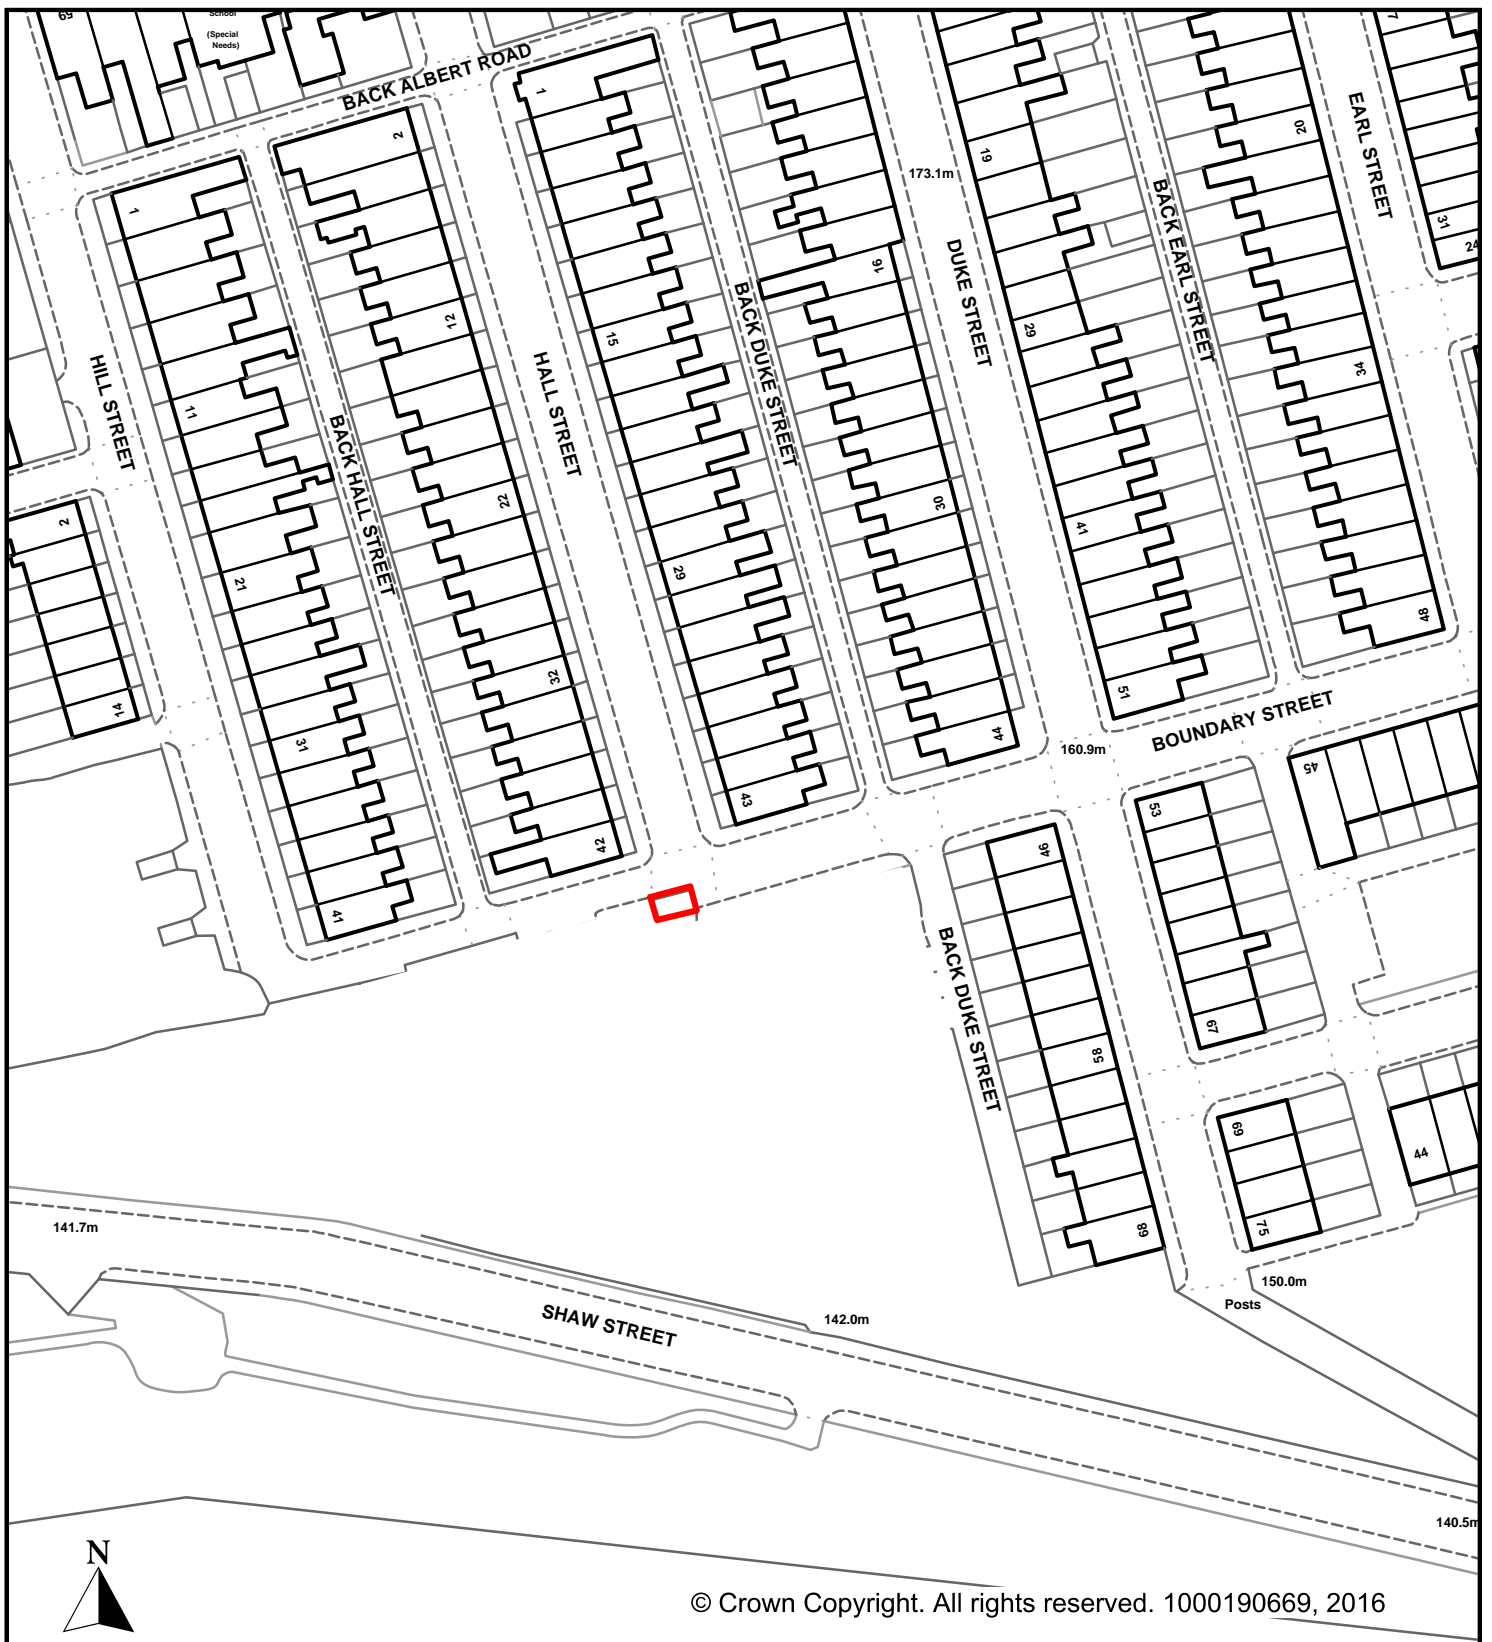 59
School
(Special
Needs)
BACK ALBERT ROAD
1
2
1
173.1m
19
20
EARL STREET
31
24
HILL STREET
11
BACK HALL STREET
12
HALL STREET
15
BACK DUKE STREET
16
DUKE STREET
29
BACK EARL STREET
34
2
21
22
29
30
41
48
14
31
32
43
44
51
BOUNDARY STREET
160.9m
45
41
42
46
53
BACK DUKE STREET
58
67
69
44
75
68
150.0m
Posts
141.7m
SHAW STREET
142.0m
140.5m
N
© Crown Copyright. All rights reserved. 1000190669, 2016